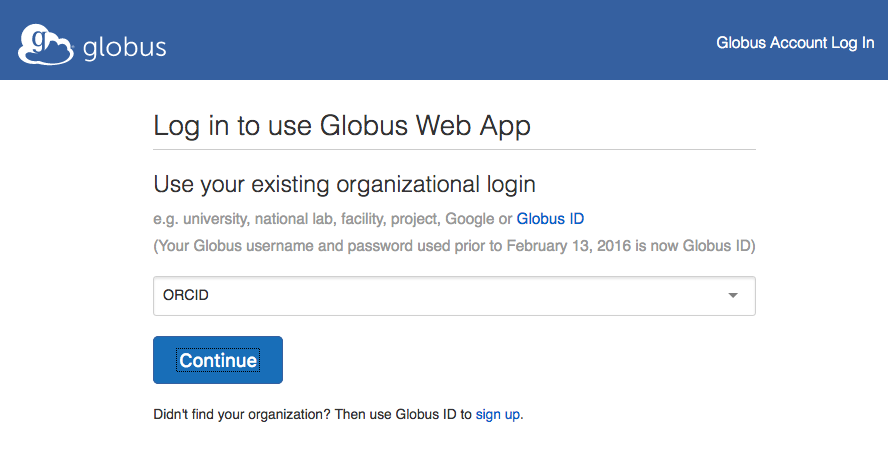 globus
Globus Account Log In
Log in to use Globus Web App
Use your existing organizational login
e.g. university, national lab, facility, project, Google or Globus ID
(Your Globus username and password used prior to February 13, 2016 is now Globus ID)
ORCID
Continue
Didn't find your organization? Then use Globus ID to sign up.